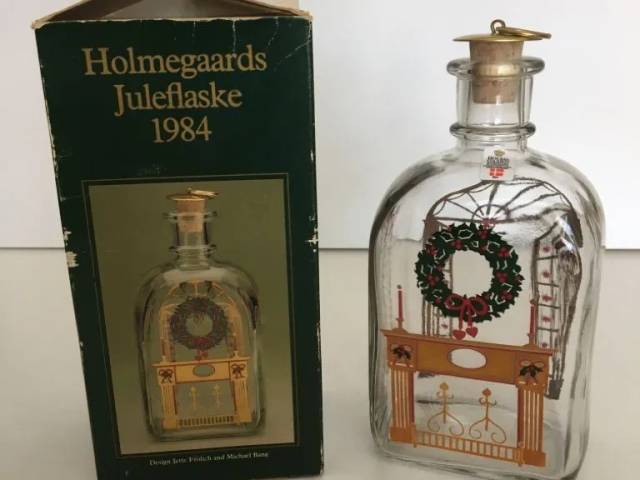 Holmegaards
Juleflaske
1984
Design Jette Frölich and Michael Bang